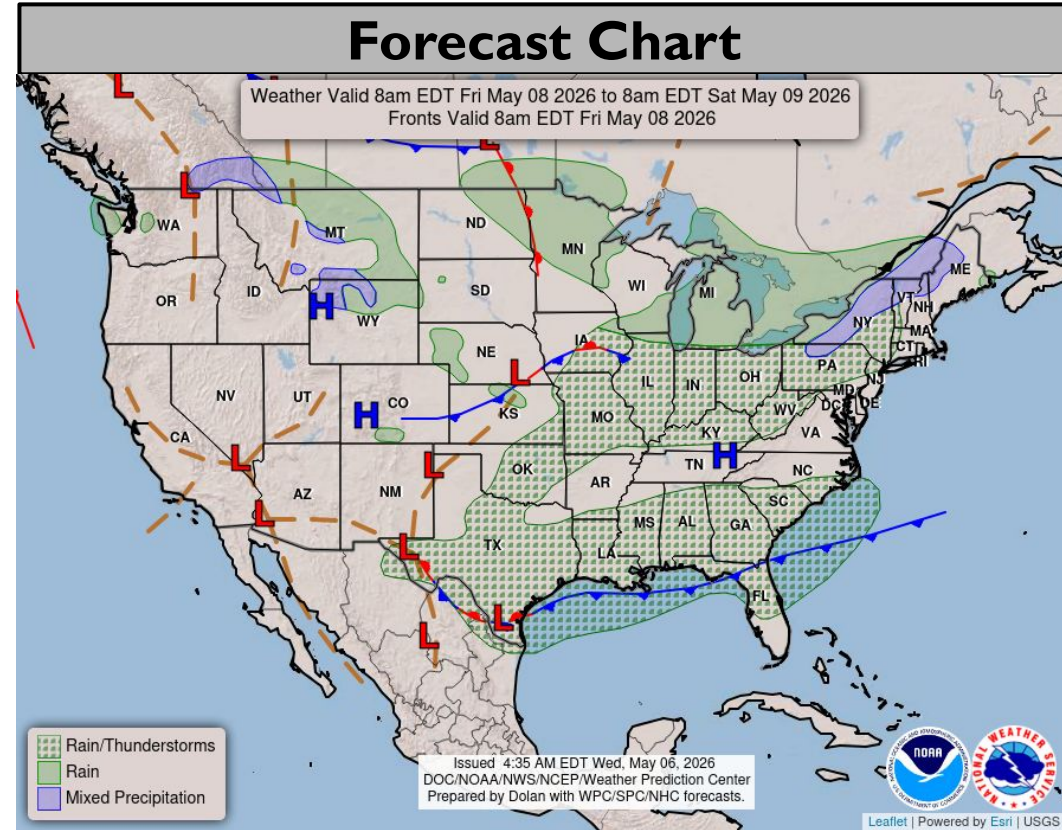 Forecast Chart
Weather Valid 8am EDT Fri May 08 2026 to 8am EDT Sat May 09 2026
Fronts Valid 8am EDT Fri May 08 2026
L
L
L
WA
MT
ND
MN
ME
OR
ID
H
WY
SD
WI
MI
VT
NH
NY
MA
CT
RI
NV
UT
CO
H
NE
L
IA
KS
IL
IN
OH
PA
NJ
MD
DE
DC
WV
VA
CA
L
MO
KY
H
TN
NC
AZ
NM
L
OK
AR
SC
L
L
TX
MS
AL
GA
LA
FL
L
L
Rain/Thunderstorms
Rain
Mixed Precipitation
Issued 4:35 AM EDT Wed, May 06, 2026
DOC/NOAA/NWS/NCEP/Weather Prediction Center
Prepared by Dolan with WPC/SPC/NHC forecasts.
NOAA
NATIONAL WEATHER SERVICE
Leaflet | Powered by Esri | USGS